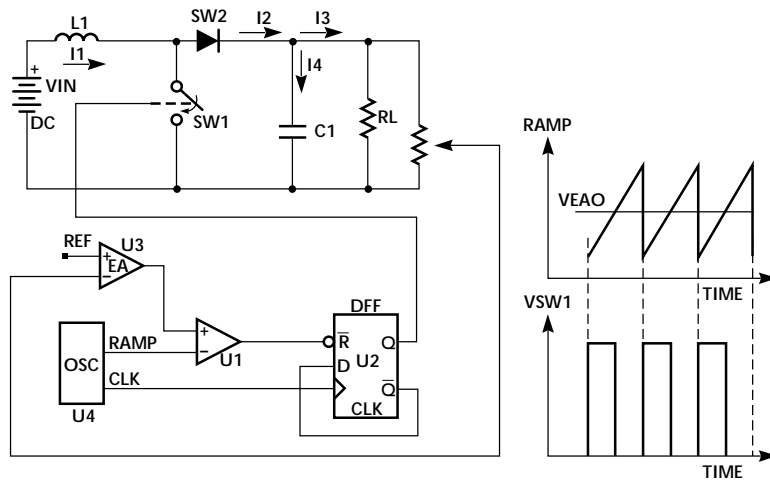 L1
SW2
I2
I3
I1
I4
+
VIN
DC
SW1
C1
RL
REF
U3
+
EA
−
OSC
U4
RAMP
CLK
+
−
U1
DFF
R̅
Q
D
U2
Q̅
CLK
RAMP
VEAO
TIME
VSW1
TIME